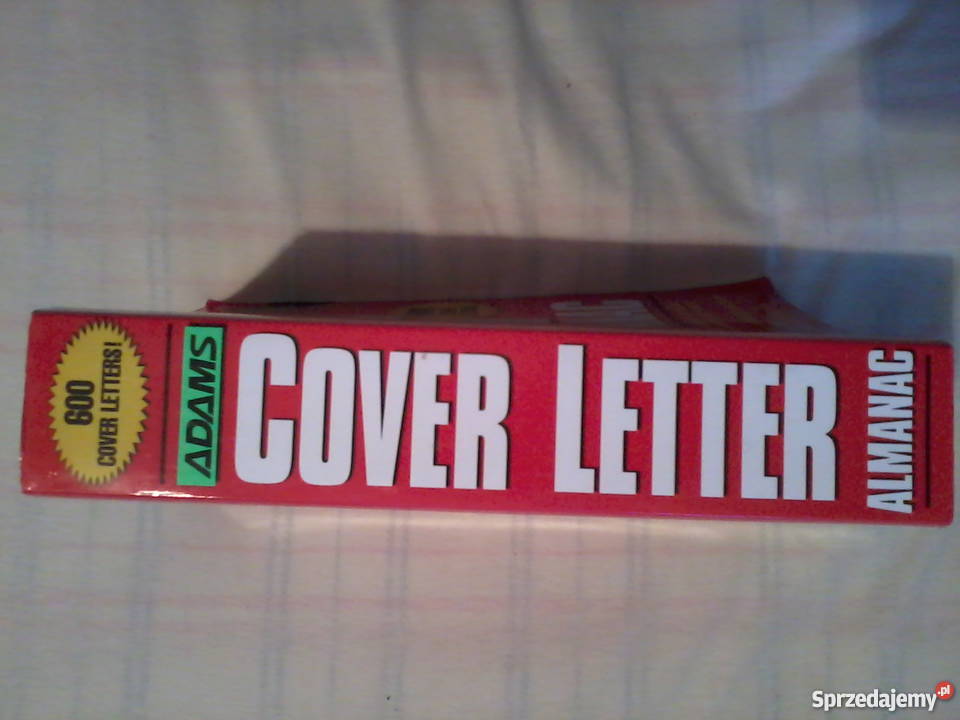 600
COVER LETTERS!
ADAMS
COVER LETTER
ALMANAC
Sprzedajemy.pl